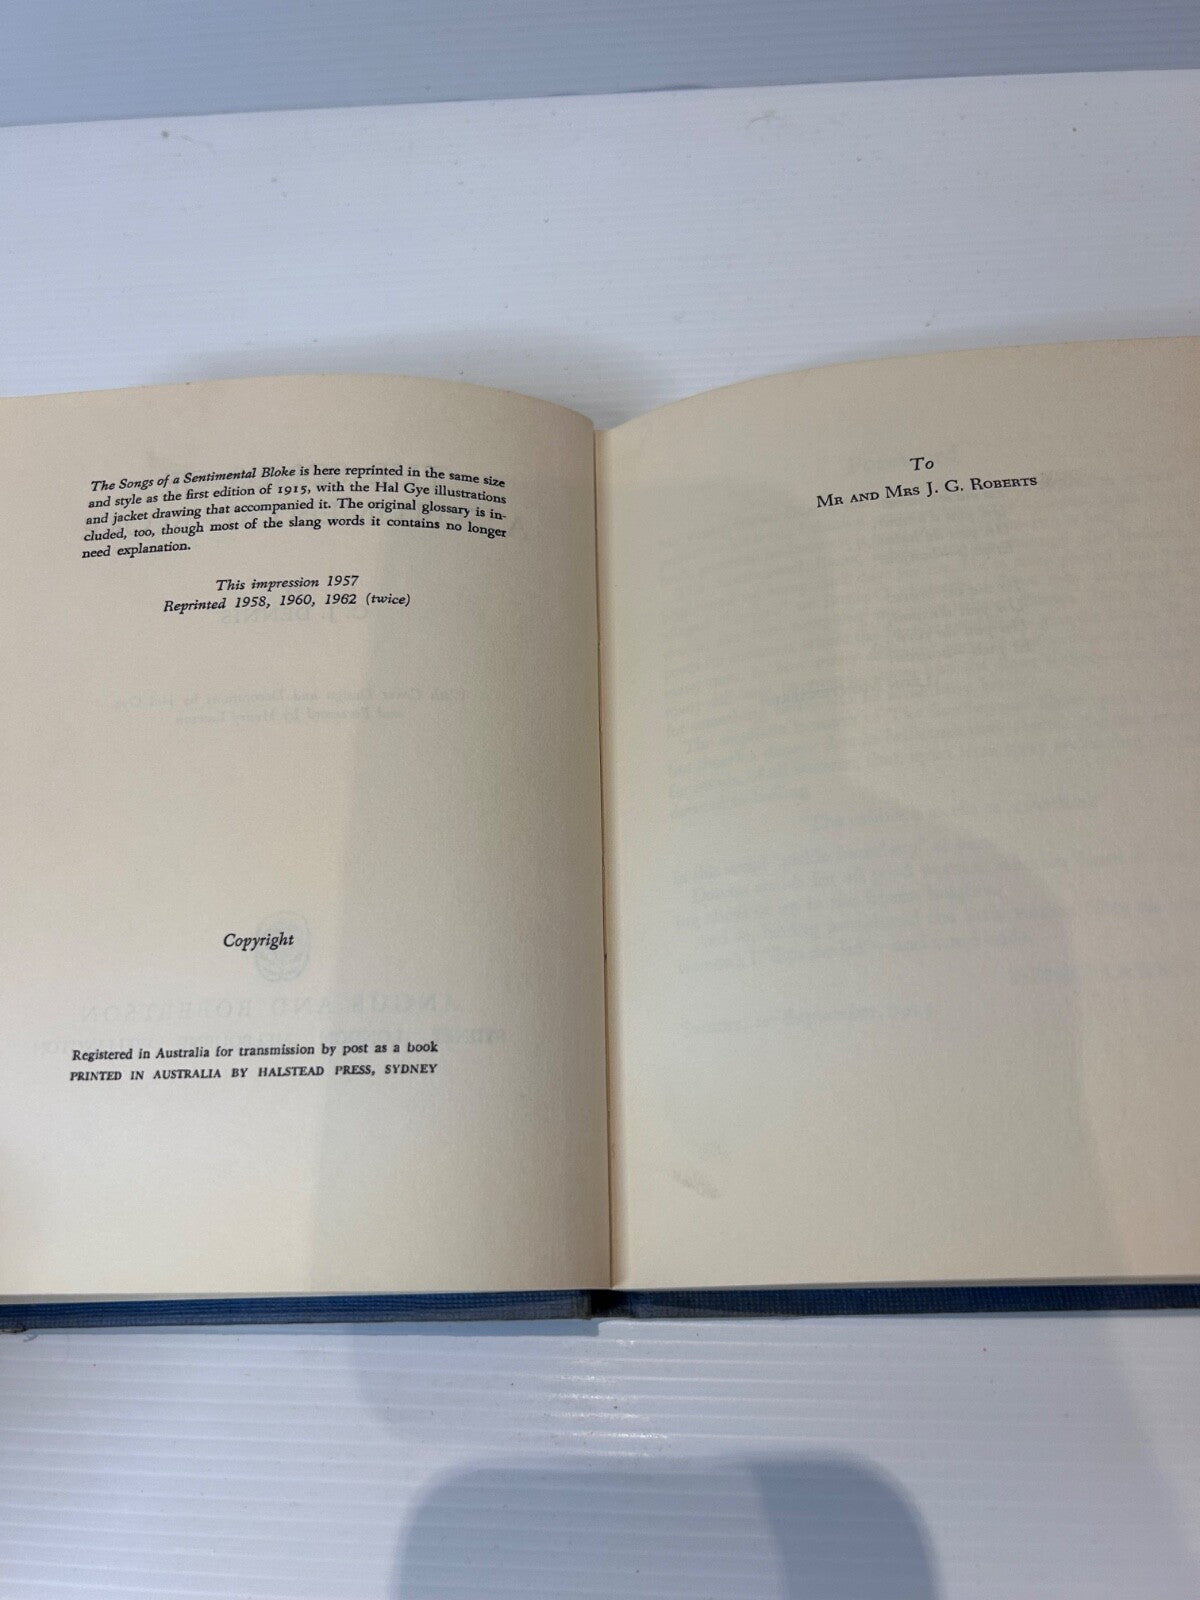 The Songs of a Sentimental Bloke is here reprinted in the same size
and style as the first edition of 1915, with the Hal Gye illustrations
and jacket drawing that accompanied it. The original glossary is in-
cluded, too, though most of the slang words it contains no longer
need explanation.
This impression 1957
Reprinted 1958, 1960, 1962 (twice)
Copyright
Registered in Australia for transmission by post as a book
PRINTED IN AUSTRALIA BY HALSTEAD PRESS, SYDNEY
To
MR AND MRS J. G. ROBERTS